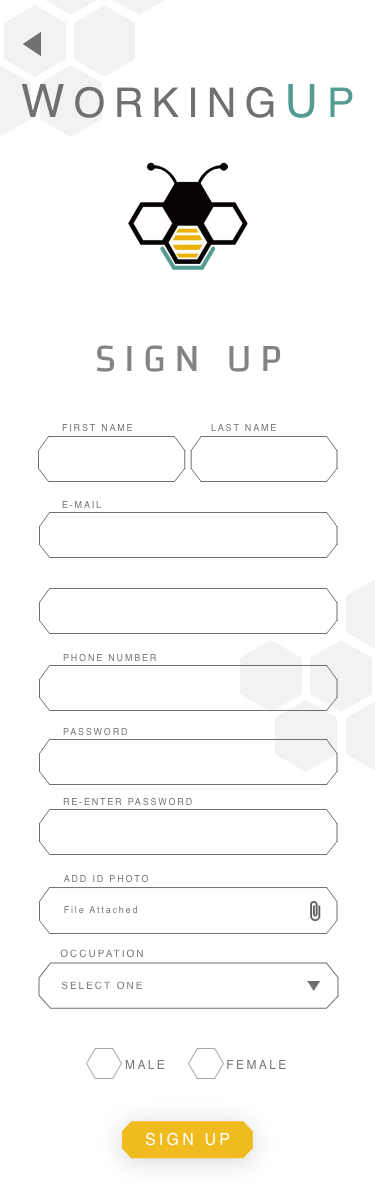 WORKINGUP
SIGN UP
FIRST NAME LAST NAME
E-MAIL
PHONE NUMBER
PASSWORD
RE-ENTER PASSWORD
ADD ID PHOTO
File Attached
OCCUPATION
SELECT ONE
MALE FEMALE
SIGN UP